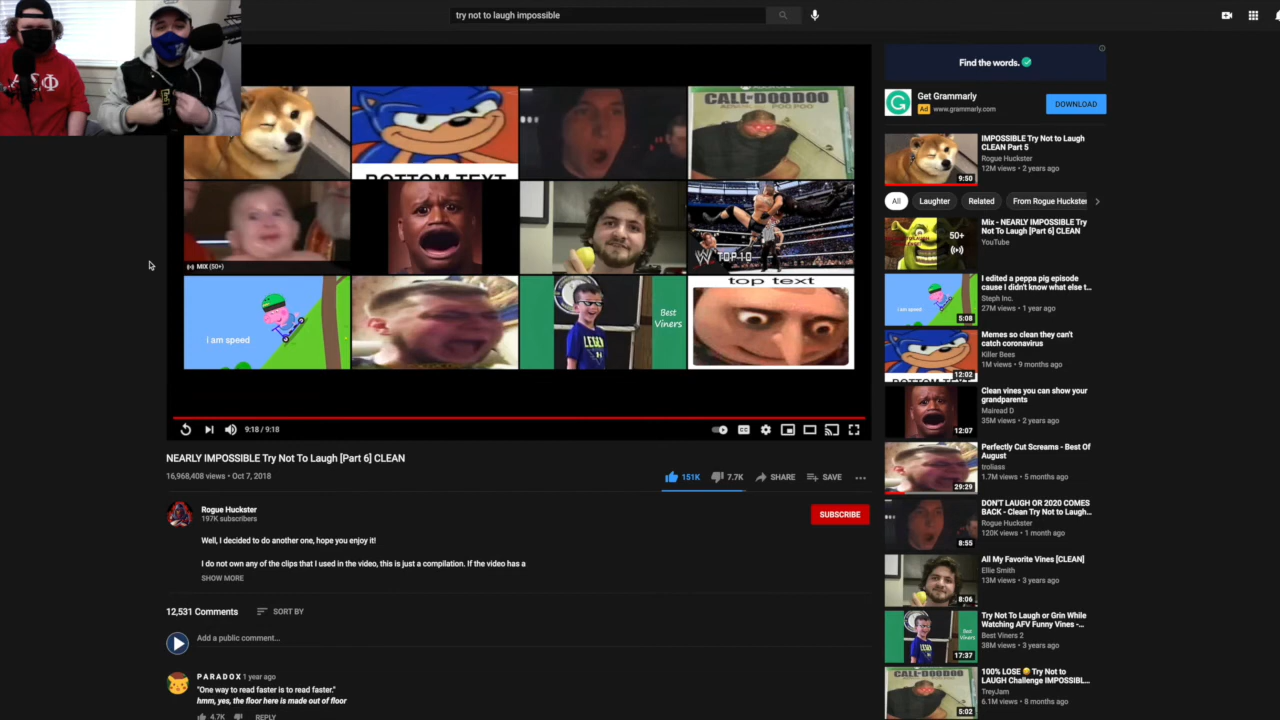 try not to laugh impossible
ΑΣΦ
BOTTOM TEXT
CALL-DOODOO
POO POO
MIX (50+)
TOP 10
i am speed
Best
Viners
top text
9:18 / 9:18
NEARLY IMPOSSIBLE Try Not To Laugh [Part 6] CLEAN
16,968,408 views • Oct 7, 2018
151K
7.7K
SHARE
SAVE
Rogue Huckster
197K subscribers
SUBSCRIBE
Well, I decided to do another one, hope you enjoy it!
I do not own any of the clips that I used in the video, this is just a compilation. If the video has a
SHOW MORE
12,531 Comments
SORT BY
Add a public comment...
P A R A D O X 1 year ago
"One way to read faster is to read faster."
hmm, yes, the floor here is made out of floor
4.7K
REPLY
Find the words.
Get Grammarly
Ad www.grammarly.com
DOWNLOAD
IMPOSSIBLE Try Not to Laugh
CLEAN Part 5
Rogue Huckster
12M views • 2 years ago
9:50
All
Laughter
Related
From Rogue Huckster
Mix - NEARLY IMPOSSIBLE Try
Not To Laugh [Part 6] CLEAN
YouTube
50+
I edited a peppa pig episode
cause I didn't know what else t...
Steph Inc.
27M views • 1 year ago
i am speed
5:08
Memes so clean they can't
catch coronavirus
Killer Bees
1M views • 9 months ago
12:02
Clean vines you can show your
grandparents
Mairead D
35M views • 2 years ago
12:07
Perfectly Cut Screams - Best Of
August
troliass
1.7M views • 5 months ago
29:29
DON'T LAUGH OR 2020 COMES
BACK - Clean Try Not to Laugh...
Rogue Huckster
120K views • 1 month ago
8:55
All My Favorite Vines [CLEAN]
Ellie Smith
13M views • 3 years ago
8:06
Try Not To Laugh or Grin While
Watching AFV Funny Vines -...
Best Viners 2
38M views • 3 years ago
Best
Viners
17:37
100% LOSE 😂 Try Not to
LAUGH Challenge IMPOSSIBL...
TreyJam
6.1M views • 8 months ago
5:02